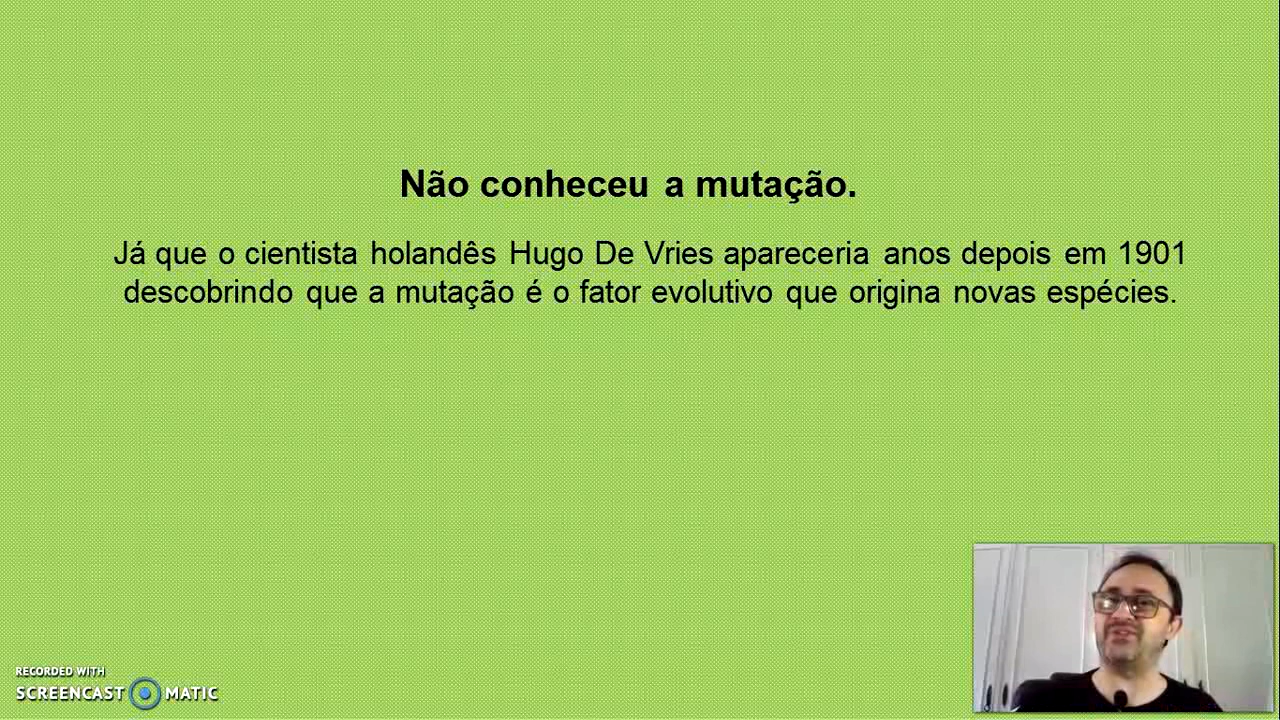 Não conheceu a mutação.
Já que o cientista holandês Hugo De Vries apareceria anos depois em 1901
descobrindo que a mutação é o fator evolutivo que origina novas espécies.
RECORDED WITH
SCREENCAST MATIC